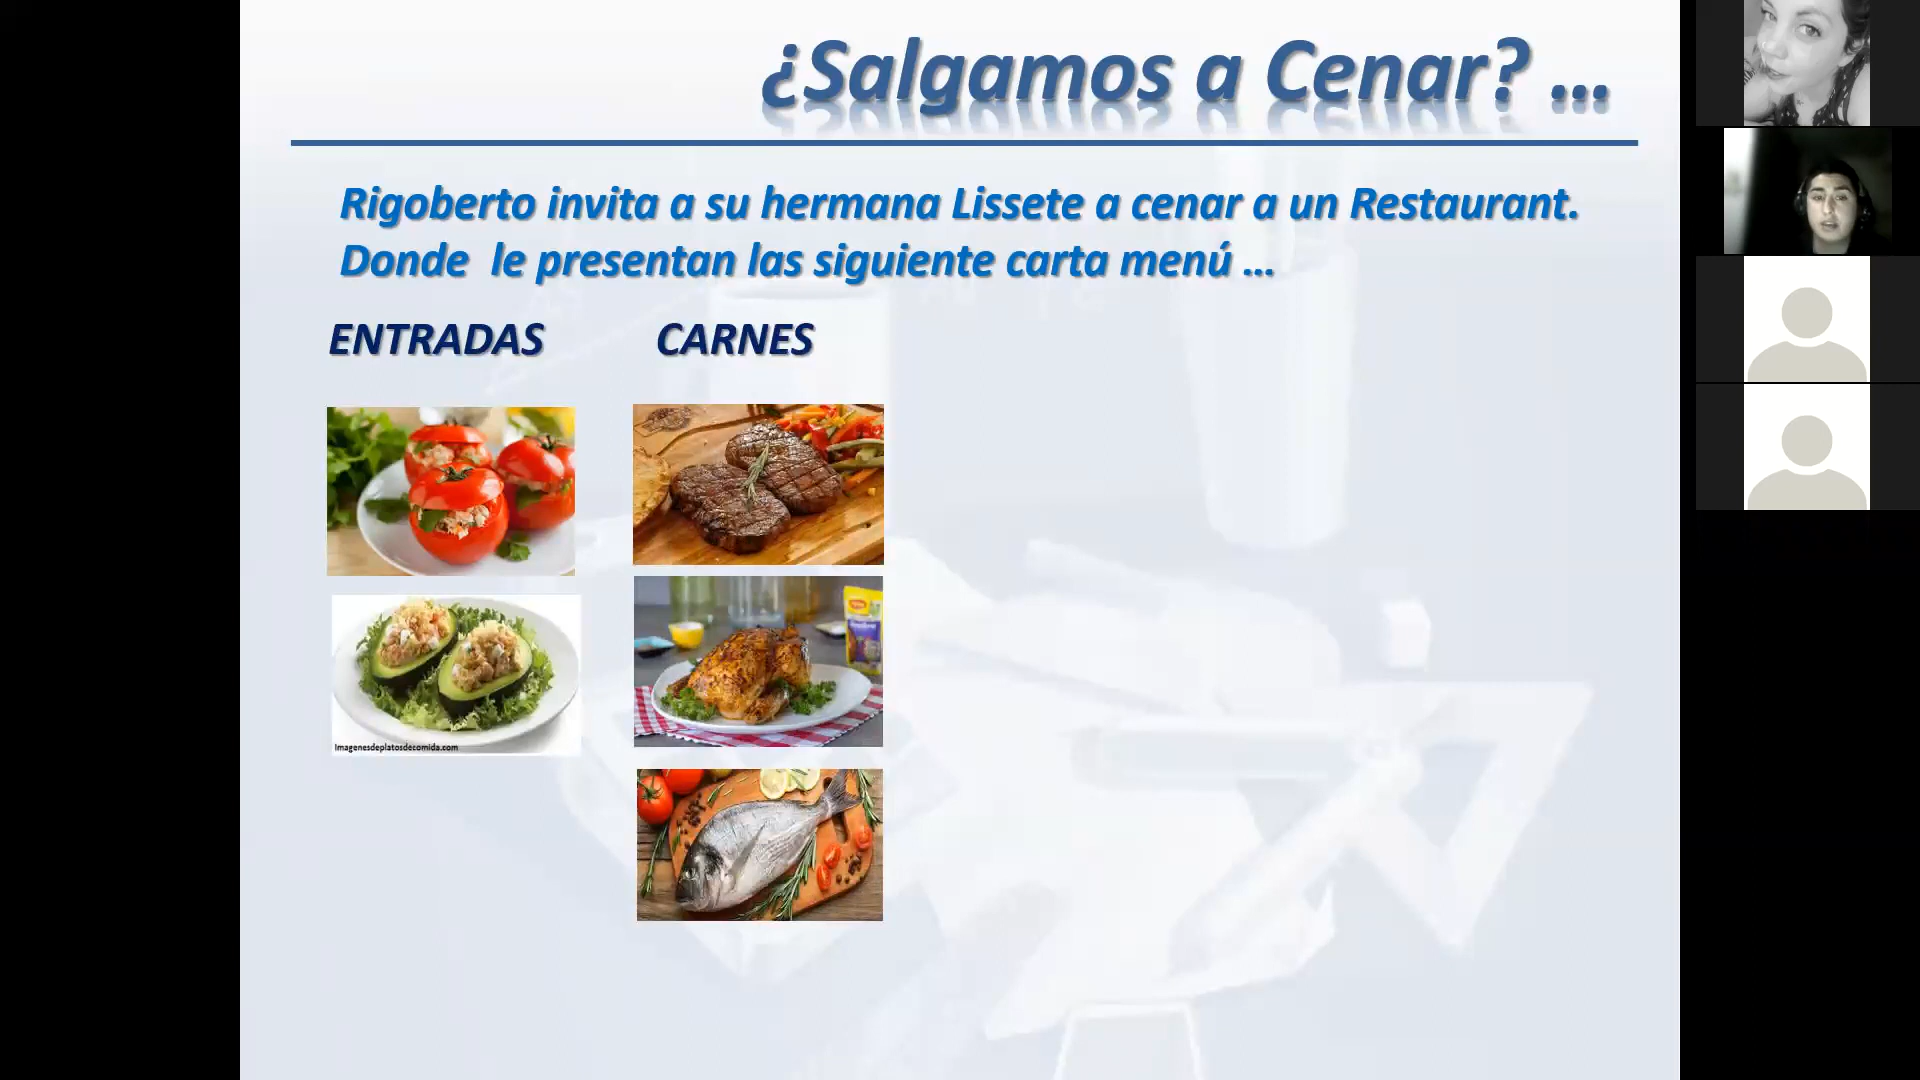 ¿Salgamos a Cenar? ...
Rigoberto invita a su hermana Lissete a cenar a un Restaurant.
Donde le presentan las siguiente carta menú ...
ENTRADAS
CARNES
Imagenesdeplatosdecomida.com